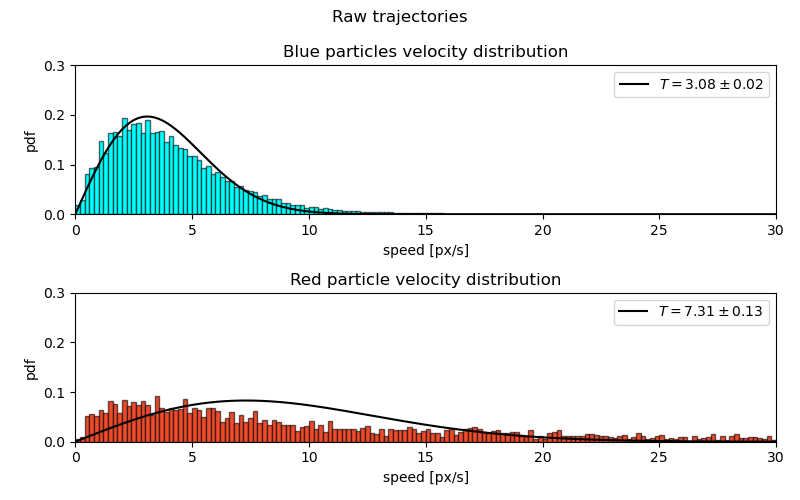 Raw trajectories
Blue particles velocity distribution
0.3
0.2
0.1
0.0
pdf
T = 3.08 ± 0.02
0 5 10 15 20 25 30
speed [px/s]
Red particle velocity distribution
0.3
0.2
0.1
0.0
pdf
T = 7.31 ± 0.13
0 5 10 15 20 25 30
speed [px/s]